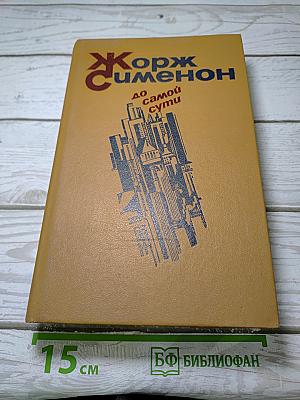 Жорж
Сименон
до
самой
сути
15 см
БФ БИБЛИОФАН